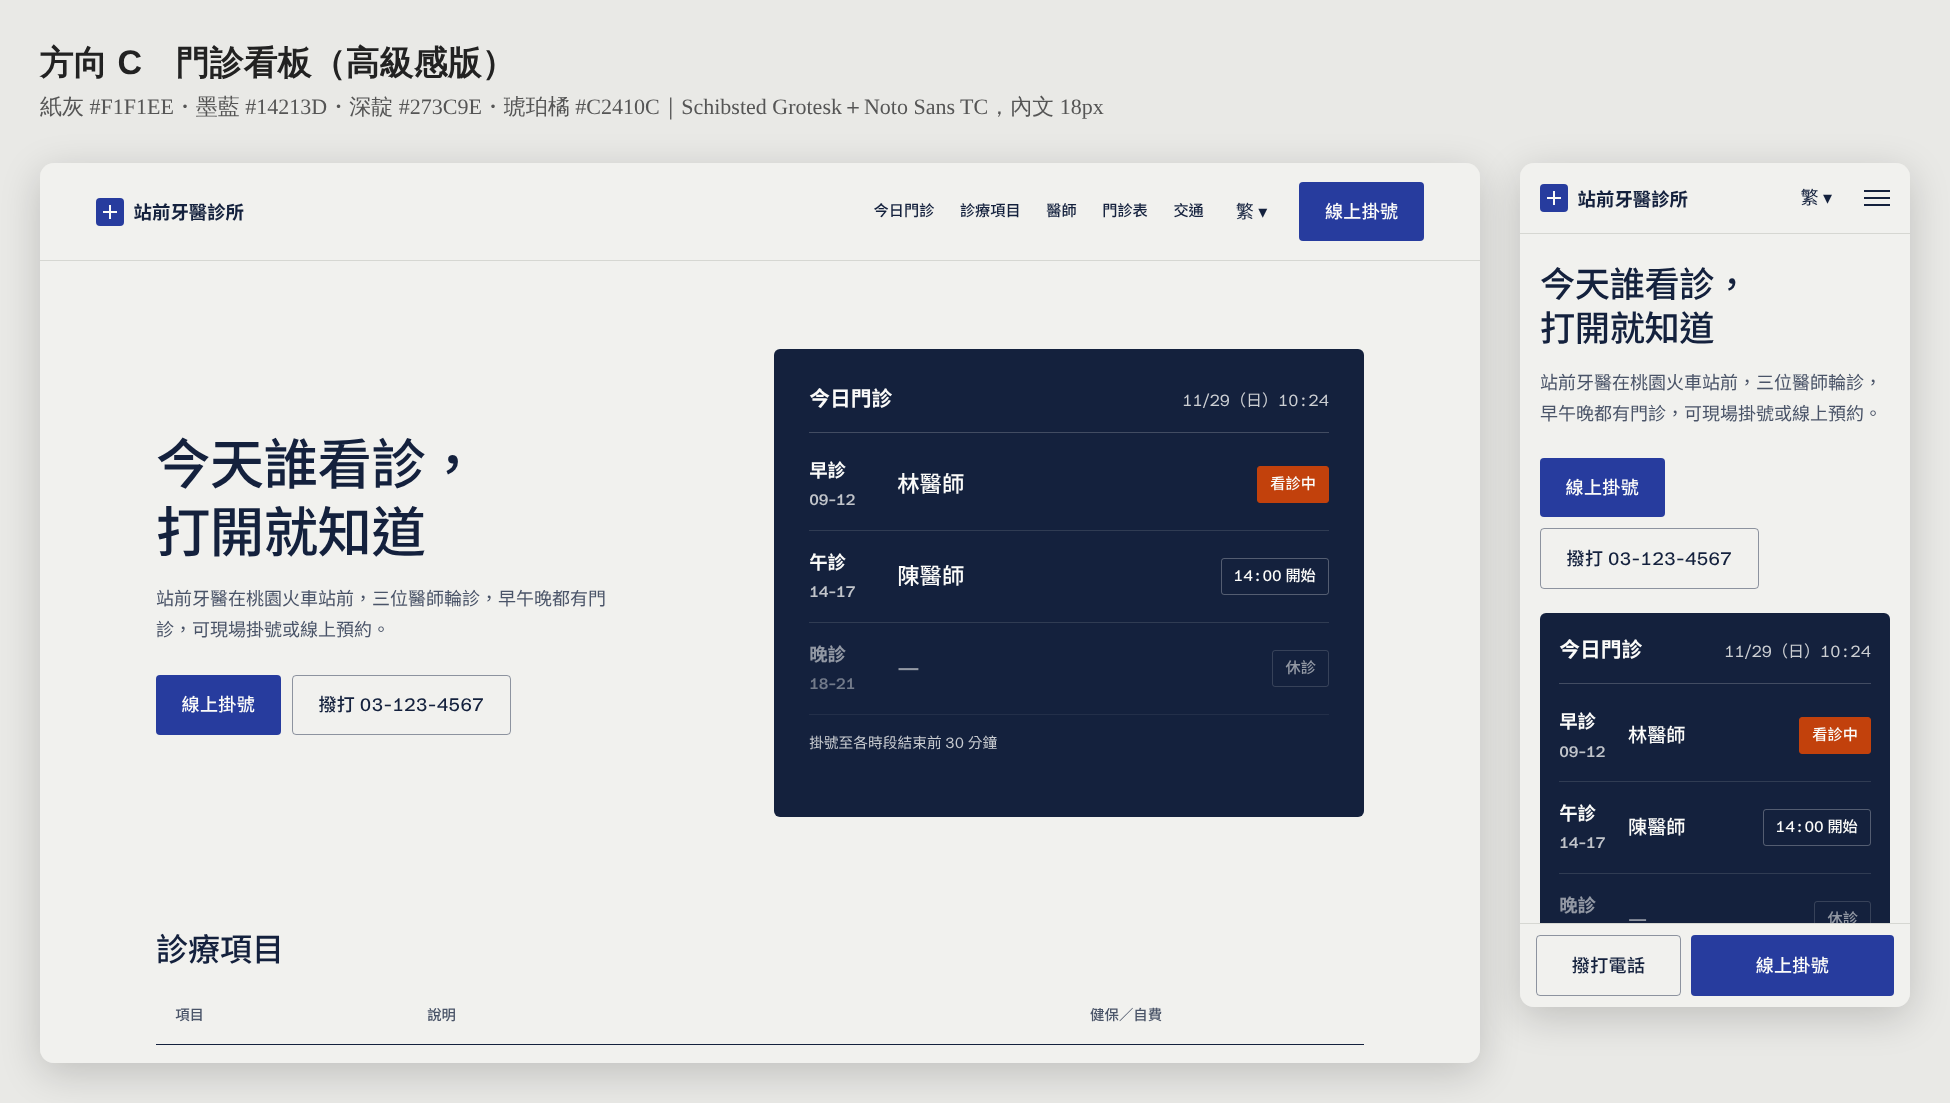 方向 C　門診看板（高級感版）
紙灰 #F1F1EE・墨藍 #14213D・深靛 #273C9E・琥珀橘 #C2410C｜Schibsted Grotesk＋Noto Sans TC，內文 18px
站前牙醫診所
今日門診 診療項目 醫師 門診表 交通 繁 ▾ 線上掛號
今天誰看診，
打開就知道
站前牙醫在桃園火車站前，三位醫師輪診，早午晚都有門
診，可現場掛號或線上預約。
線上掛號 撥打 03-123-4567
今日門診 11/29（日）10:24
早診
09-12 林醫師 看診中
午診
14-17 陳醫師 14:00 開始
晚診
18-21 — 休診
掛號至各時段結束前 30 分鐘
診療項目
項目 說明 健保／自費
站前牙醫診所 繁 ▾
今天誰看診，
打開就知道
站前牙醫在桃園火車站前，三位醫師輪診，
早午晚都有門診，可現場掛號或線上預約。
線上掛號
撥打 03-123-4567
今日門診 11/29（日）10:24
早診
09-12 林醫師 看診中
午診
14-17 陳醫師 14:00 開始
晚診 — 休診
撥打電話 線上掛號